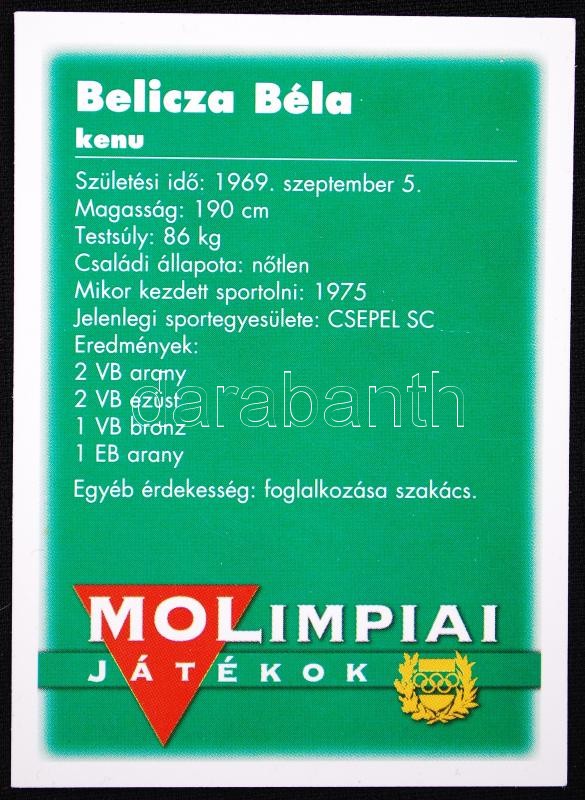 Belicza Béla
kenu
Születési idő: 1969. szeptember 5.
Magasság: 190 cm
Testsúly: 86 kg
Családi állapota: nőtlen
Mikor kezdett sportolni: 1975
Jelenlegi sportegyesülete: CSEPEL SC
Eredmények:
2 VB arany
2 VB ezüst
darabanth
1 VB bronz
1 EB arany
Egyéb érdekesség: foglalkozása szakács.
MOLIMPIAI
JÁTÉKOK